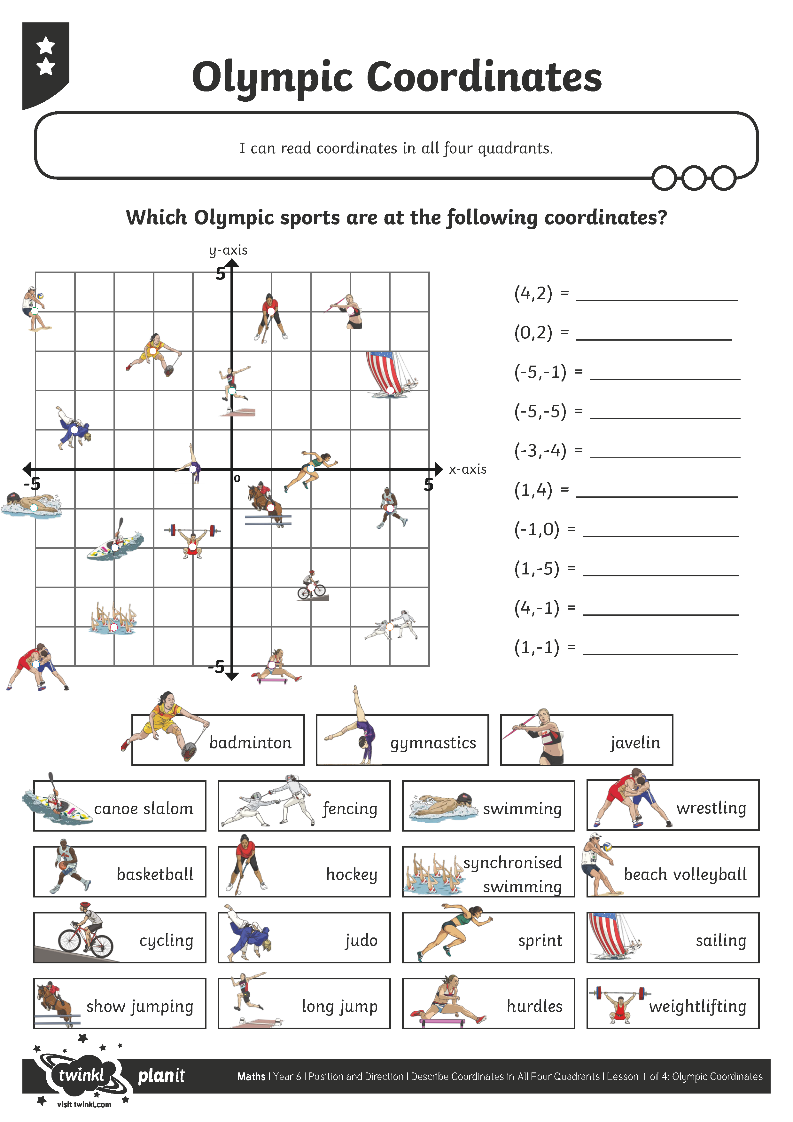 Olympic Coordinates
I can read coordinates in all four quadrants.
Which Olympic sports are at the following coordinates?
y-axis
5
-5
0
5
x-axis
-5
(4,2) = 
(0,2) = 
(-5,-1) = 
(-5,-5) = 
(-3,-4) = 
(1,4) = 
(-1,0) = 
(1,-5) = 
(4,-1) = 
(1,-1) = 
badminton
gymnastics
javelin
canoe slalom
fencing
swimming
wrestling
basketball
hockey
synchronised
swimming
beach volleyball
cycling
judo
sprint
sailing
show jumping
long jump
hurdles
weightlifting
twinkl planit
visit twinkl.com
Maths | Year 6 | Position and Direction | Describe Coordinates in All Four Quadrants | Lesson 1 of 4: Olympic Coordinates